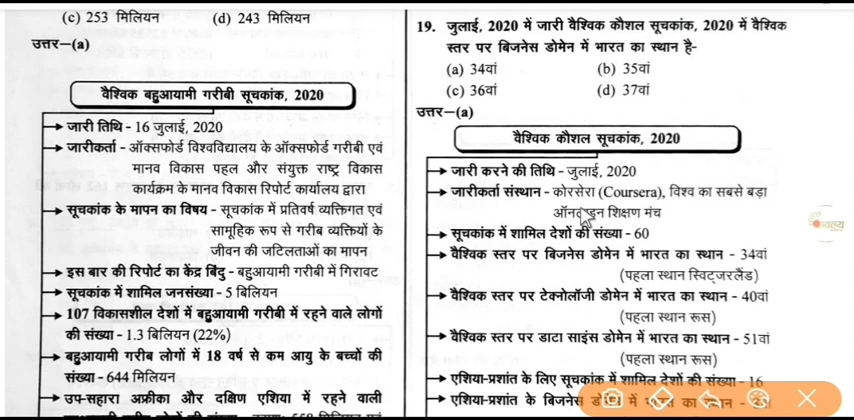 (c) 253 मिलियन (d) 243 मिलियन
उत्तर–(a)
वैश्विक बहुआयामी गरीबी सूचकांक, 2020
जारी तिथि - 16 जुलाई, 2020
जारीकर्ता - ऑक्सफोर्ड विश्वविद्यालय के ऑक्सफोर्ड गरीबी एवं
मानव विकास पहल और संयुक्त राष्ट्र विकास
कार्यक्रम के मानव विकास रिपोर्ट कार्यालय द्वारा
सूचकांक के मापन का विषय - सूचकांक में प्रतिवर्ष व्यक्तिगत एवं
सामूहिक रूप से गरीब व्यक्तियों के
जीवन की जटिलताओं का मापन
इस बार की रिपोर्ट का केंद्र बिंदु - बहुआयामी गरीबी में गिरावट
सूचकांक में शामिल जनसंख्या - 5 बिलियन
107 विकासशील देशों में बहुआयामी गरीबी में रहने वाले लोगों
की संख्या - 1.3 बिलियन (22%)
बहुआयामी गरीब लोगों में 18 वर्ष से कम आयु के बच्चों की
संख्या - 644 मिलियन
उप-सहारा अफ्रीका और दक्षिण एशिया में रहने वाली
19. जुलाई, 2020 में जारी वैश्विक कौशल सूचकांक, 2020 में वैश्विक
स्तर पर बिजनेस डोमेन में भारत का स्थान है-
(a) 34वां (b) 35वां
(c) 36वां (d) 37वां
उत्तर–(a)
वैश्विक कौशल सूचकांक, 2020
जारी करने की तिथि - जुलाई, 2020
जारीकर्ता संस्थान - कोरसेरा (Coursera), विश्व का सबसे बड़ा
शिक्षण मंच
सूचकांक में शामिल देशों की संख्या - 60
वैश्विक स्तर पर बिजनेस डोमेन में भारत का स्थान - 34वां
(पहला स्थान स्विट्जरलैंड)
वैश्विक स्तर पर टेक्नोलॉजी डोमेन में भारत का स्थान - 40वां
(पहला स्थान रूस)
वैश्विक स्तर पर डाटा साइंस डोमेन में भारत का स्थान - 51वां
(पहला स्थान रूस)
एशिया-प्रशांत के लिए सूचकांक में शामिल देशों की संख्या - 16
एशिया-प्रशांत के बिजनेस में का स्थान